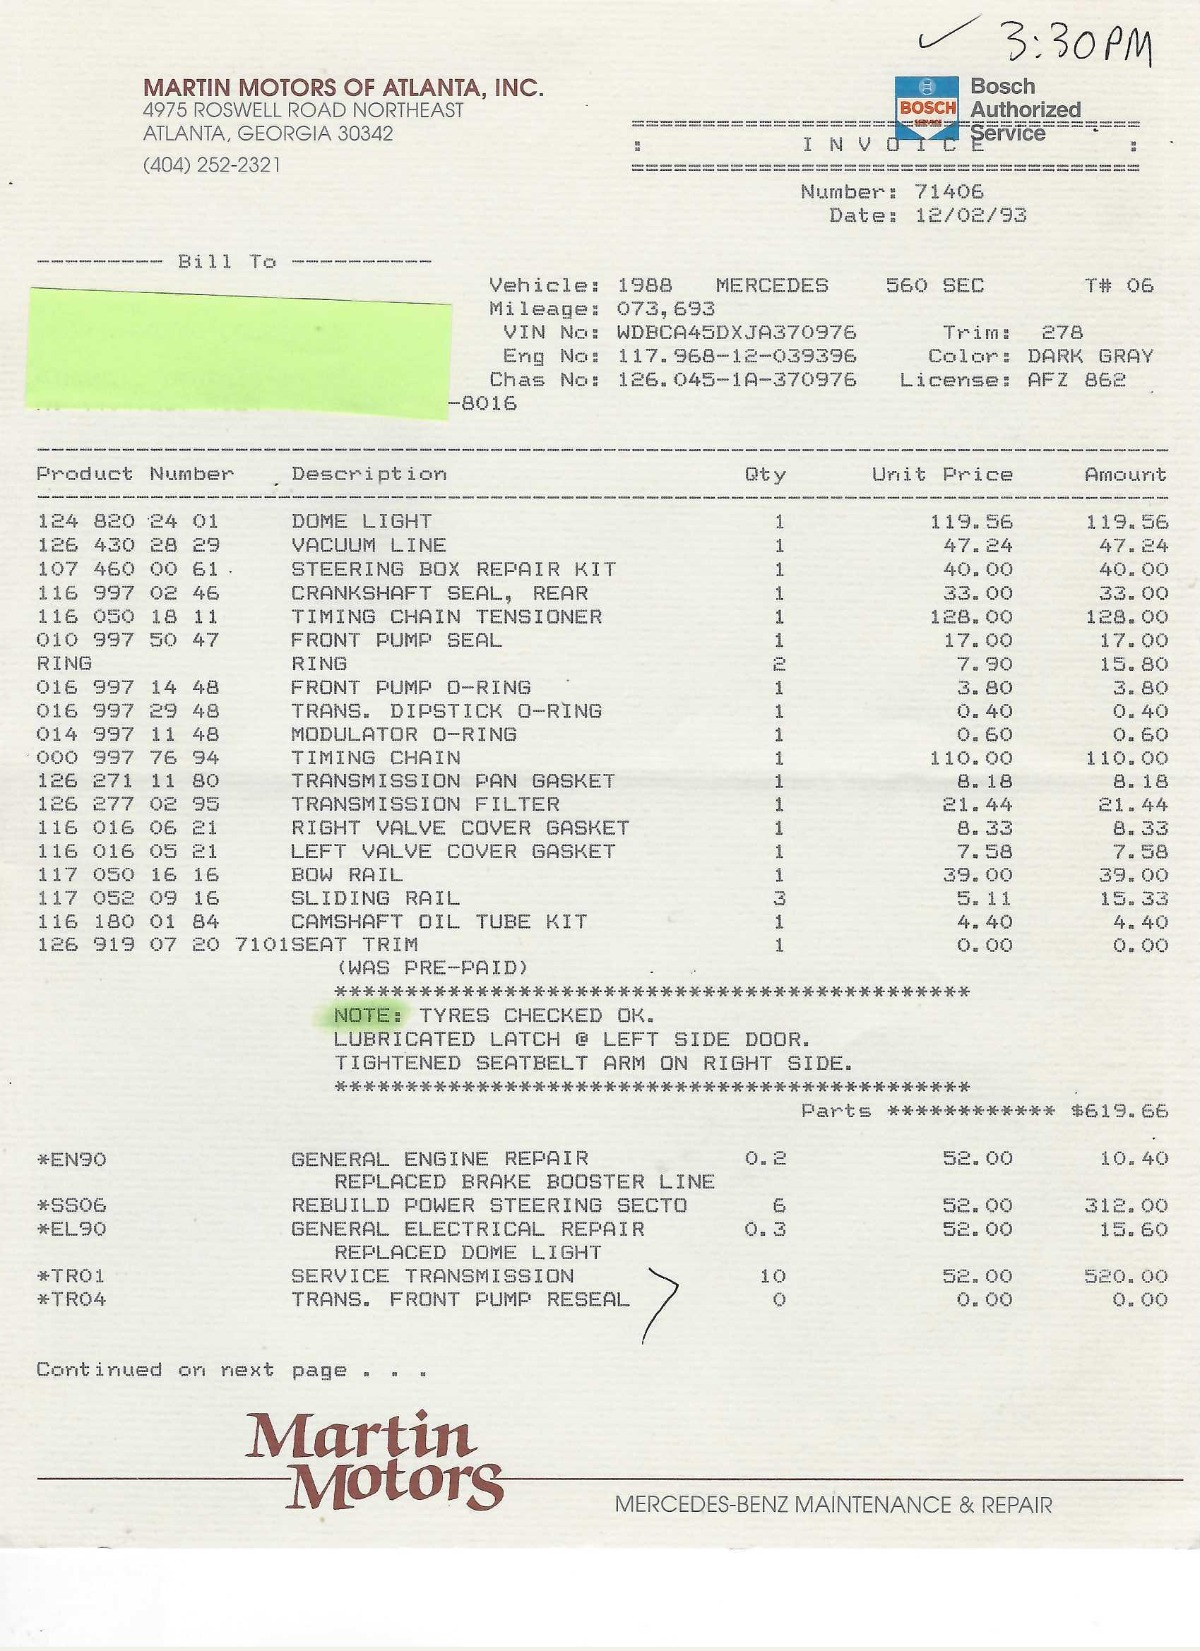 ✓ 3:30PM
MARTIN MOTORS OF ATLANTA, INC.
4975 ROSWELL ROAD NORTHEAST
ATLANTA, GEORGIA 30342
(404) 252-2321
BOSCH
SERVICE
Bosch
Authorized
Service
==================================
: I N V O I C E :
==================================
Number: 71406
Date: 12/02/93
--------- Bill To ----------
Vehicle: 1988 MERCEDES 560 SEC T# 06
Mileage: 073,693
VIN No: WDBCA45DXJA370976 Trim: 278
Eng No: 117.968-12-039396 Color: DARK GRAY
Chas No: 126.045-1A-370976 License: AFZ 862
-8016
Product Number Description Qty Unit Price Amount
124 820 24 01 DOME LIGHT 1 119.56 119.56
126 430 28 29 VACUUM LINE 1 47.24 47.24
107 460 00 61 STEERING BOX REPAIR KIT 1 40.00 40.00
116 997 02 46 CRANKSHAFT SEAL, REAR 1 33.00 33.00
116 050 18 11 TIMING CHAIN TENSIONER 1 128.00 128.00
010 997 50 47 FRONT PUMP SEAL 1 17.00 17.00
RING RING 2 7.90 15.80
016 997 14 48 FRONT PUMP O-RING 1 3.80 3.80
016 997 29 48 TRANS. DIPSTICK O-RING 1 0.40 0.40
014 997 11 48 MODULATOR O-RING 1 0.60 0.60
000 997 76 94 TIMING CHAIN 1 110.00 110.00
126 271 11 80 TRANSMISSION PAN GASKET 1 8.18 8.18
126 277 02 95 TRANSMISSION FILTER 1 21.44 21.44
116 016 06 21 RIGHT VALVE COVER GASKET 1 8.33 8.33
116 016 05 21 LEFT VALVE COVER GASKET 1 7.58 7.58
117 050 16 16 BOW RAIL 1 39.00 39.00
117 052 09 16 SLIDING RAIL 3 5.11 15.33
116 180 01 84 CAMSHAFT OIL TUBE KIT 1 4.40 4.40
126 919 07 20 7101SEAT TRIM 1 0.00 0.00
(WAS PRE-PAID)
*********************************************
NOTE: TYRES CHECKED OK.
LUBRICATED LATCH @ LEFT SIDE DOOR.
TIGHTENED SEATBELT ARM ON RIGHT SIDE.
*********************************************
Parts ************ $619.66
*EN90 GENERAL ENGINE REPAIR 0.2 52.00 10.40
REPLACED BRAKE BOOSTER LINE
*SS06 REBUILD POWER STEERING SECTO 6 52.00 312.00
*EL90 GENERAL ELECTRICAL REPAIR 0.3 52.00 15.60
REPLACED DOME LIGHT
*TR01 SERVICE TRANSMISSION 10 52.00 520.00
*TR04 TRANS. FRONT PUMP RESEAL 0 0.00 0.00
Continued on next page . . .
Martin
Motors
MERCEDES-BENZ MAINTENANCE & REPAIR